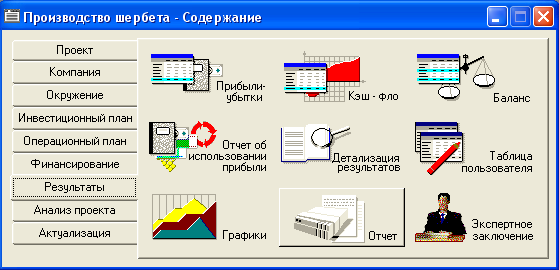 Производство шербета - Содержание
Проект
Компания
Окружение
Инвестиционный план
Операционный план
Финансирование
Результаты
Анализ проекта
Актуализация
Прибыли-
убытки
Кэш - фло
Баланс
Отчет об
использовании
прибыли
Детализация
результатов
Таблица
пользователя
Графики
Отчет
Экспертное
заключение